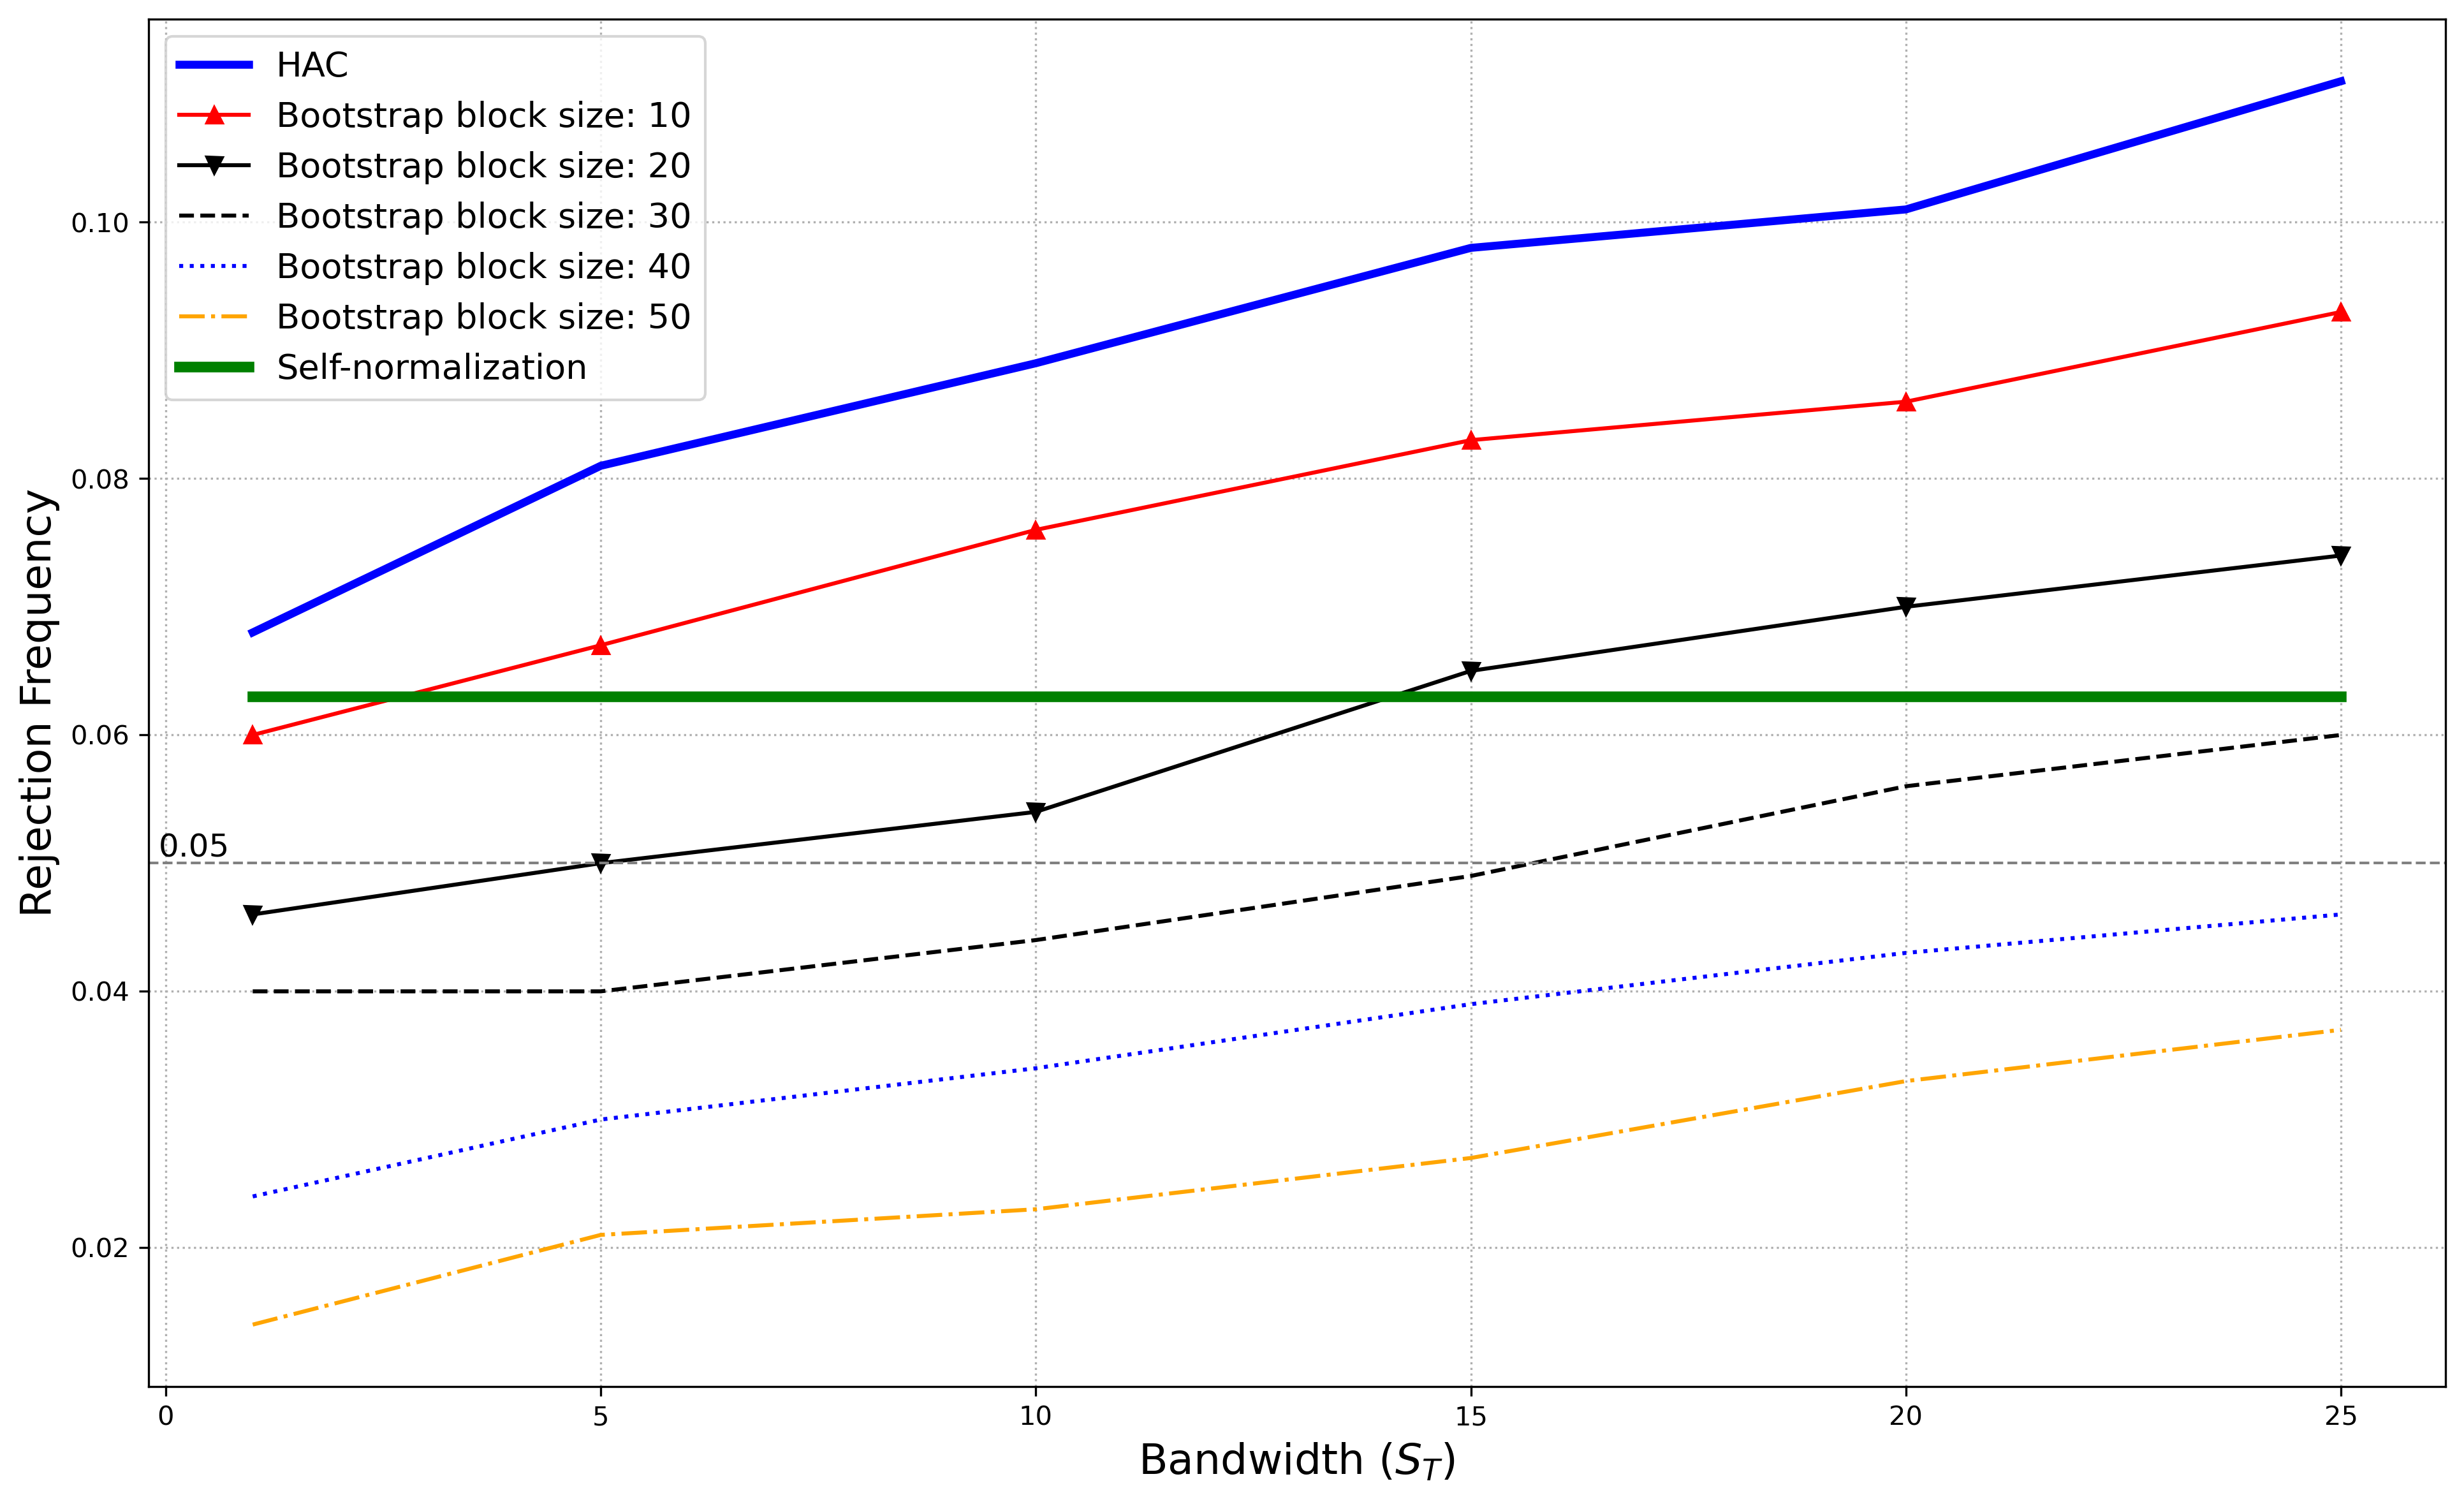 HAC
Bootstrap block size: 10
Bootstrap block size: 20
Bootstrap block size: 30
Bootstrap block size: 40
Bootstrap block size: 50
Self-normalization
Rejection Frequency
0.10
0.08
0.06
0.05
0.04
0.02
0 5 10 15 20 25
Bandwidth (S_T)